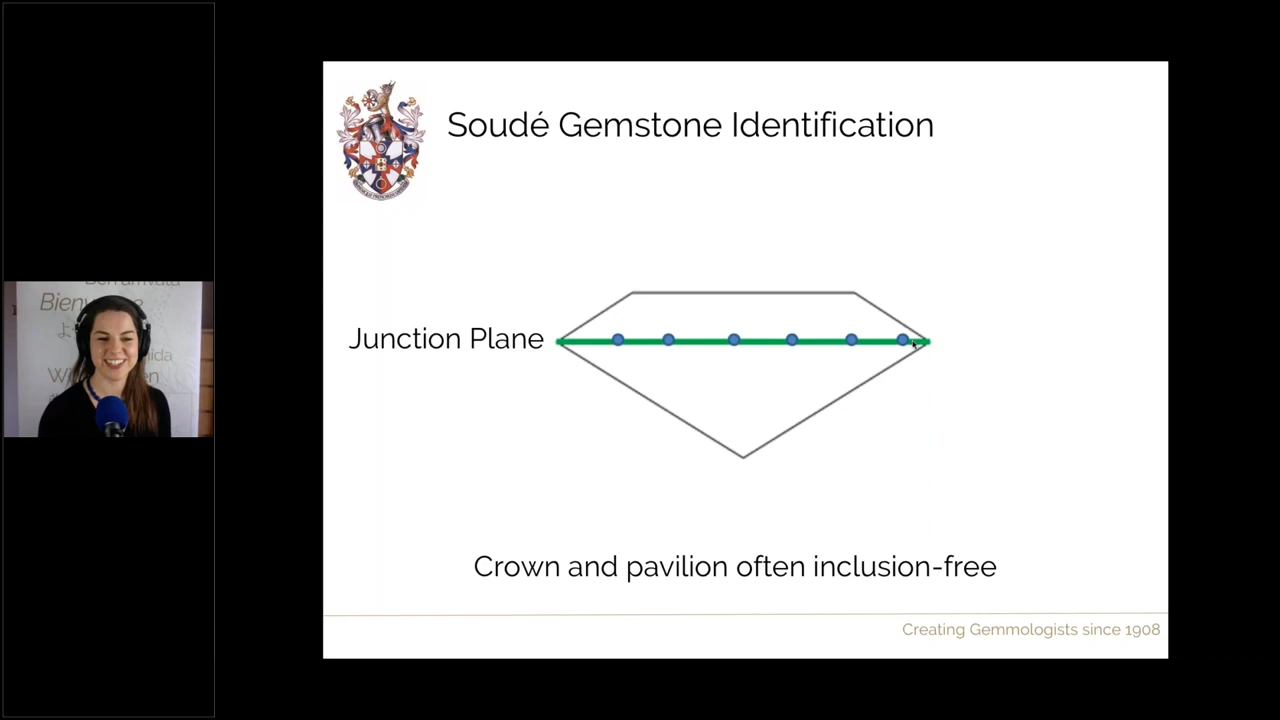 Soudé Gemstone Identification
Junction Plane
Crown and pavilion often inclusion-free
Creating Gemmologists since 1908